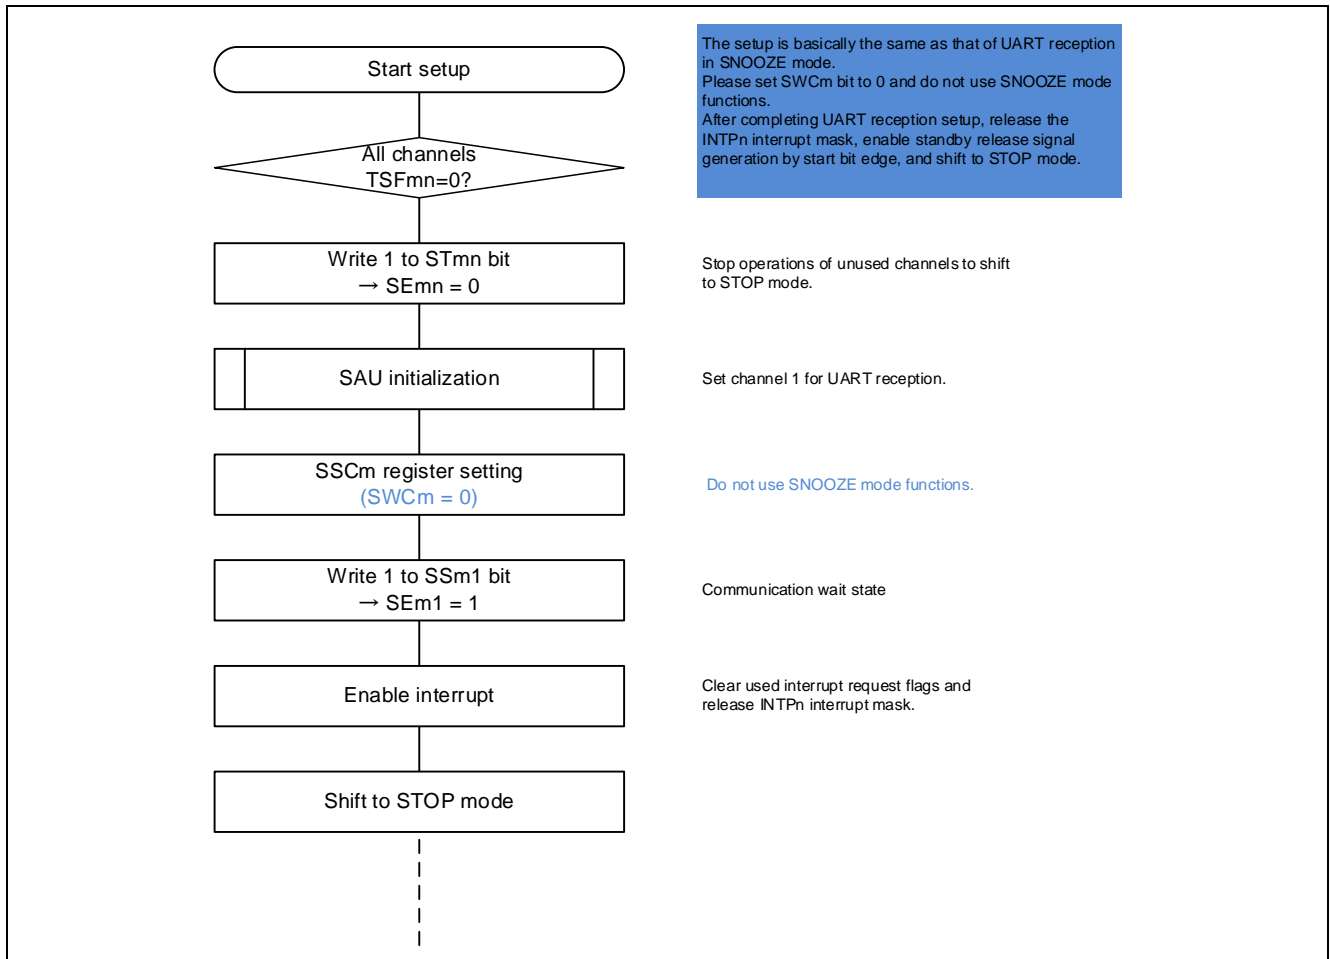 Start setup
The setup is basically the same as that of UART reception
in SNOOZE mode.
Please set SWCm bit to 0 and do not use SNOOZE mode
functions.
After completing UART reception setup, release the
INTPn interrupt mask, enable standby release signal
generation by start bit edge, and shift to STOP mode.
All channels
TSFmn=0?
Write 1 to STmn bit
→ SEmn = 0
Stop operations of unused channels to shift
to STOP mode.
SAU initialization
Set channel 1 for UART reception.
SSCm register setting
(SWCm = 0)
Do not use SNOOZE mode functions.
Write 1 to SSm1 bit
→ SEm1 = 1
Communication wait state
Enable interrupt
Clear used interrupt request flags and
release INTPn interrupt mask.
Shift to STOP mode